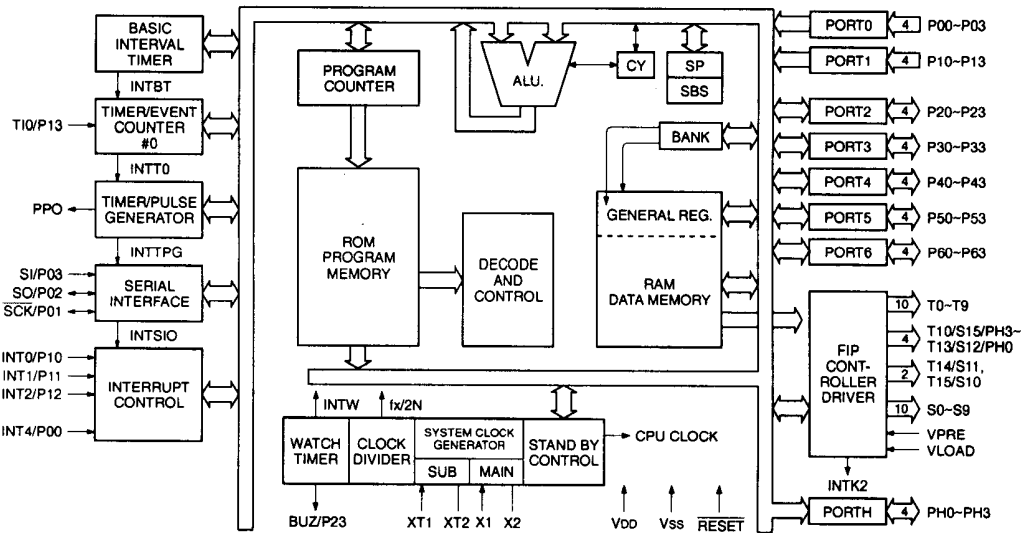 BASIC
INTERVAL
TIMER
INTBT
TI0/P13
TIMER/EVENT
COUNTER
#0
INTT0
PPO
TIMER/PULSE
GENERATOR
INTTPG
SI/P03
SO/P02
SCK/P01
SERIAL
INTERFACE
INTSIO
INT0/P10
INT1/P11
INT2/P12
INT4/P00
INTERRUPT
CONTROL
PROGRAM
COUNTER
ALU.
CY
SP
SBS
BANK
ROM
PROGRAM
MEMORY
DECODE
AND
CONTROL
GENERAL REG.
RAM
DATA MEMORY
INTW
fx/2N
WATCH
TIMER
CLOCK
DIVIDER
SYSTEM CLOCK
GENERATOR
SUB
MAIN
STAND BY
CONTROL
CPU CLOCK
BUZ/P23
XT1
XT2
X1
X2
VDD
VSS
RESET
PORT0
4
P00~P03
PORT1
4
P10~P13
PORT2
4
P20~P23
PORT3
4
P30~P33
PORT4
4
P40~P43
PORT5
4
P50~P53
PORT6
4
P60~P63
FIP
CONT-
ROLLER
DRIVER
10
T0~T9
4
T10/S15/PH3~
T13/S12/PH0
2
T14/S11,
T15/S10
10
S0~S9
VPRE
VLOAD
INTK2
PORTH
4
PH0~PH3